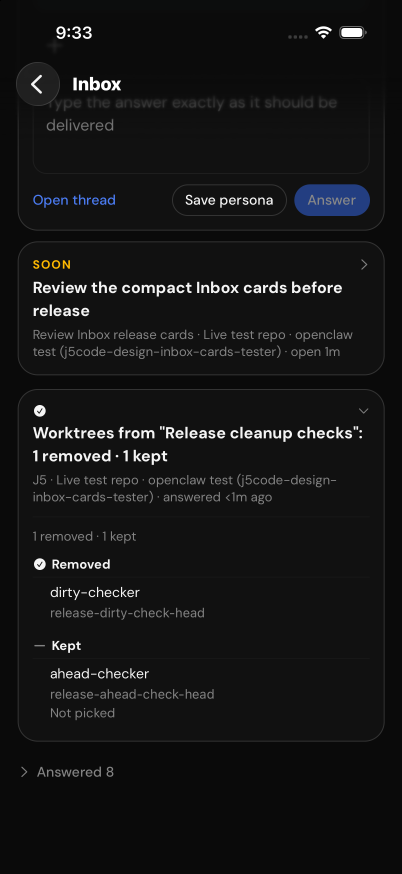 9:33
Inbox
Type the answer exactly as it should be
delivered
Open thread
Save persona
Answer
SOON
Review the compact Inbox cards before
release
Review Inbox release cards · Live test repo · openclaw
test (j5code-design-inbox-cards-tester) · open 1m
Worktrees from "Release cleanup checks":
1 removed · 1 kept
J5 · Live test repo · openclaw test (j5code-design-
inbox-cards-tester) · answered <1m ago
1 removed · 1 kept
Removed
dirty-checker
release-dirty-check-head
Kept
ahead-checker
release-ahead-check-head
Not picked
Answered 8